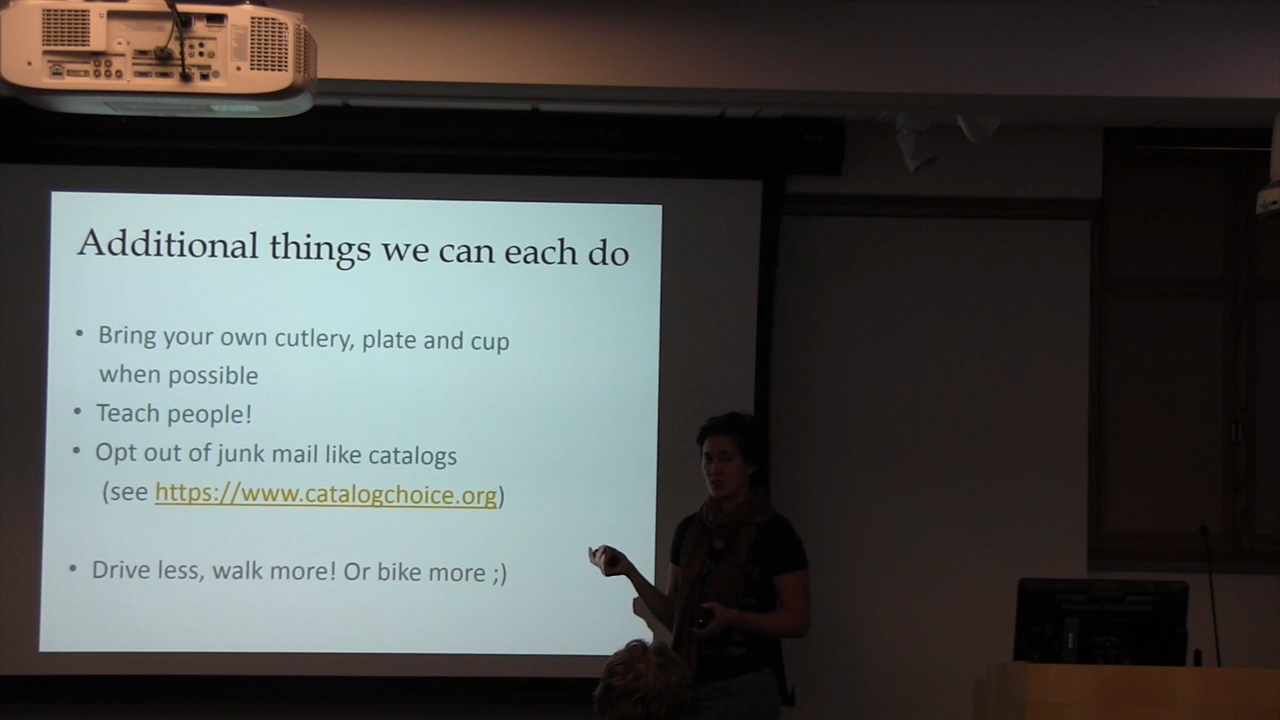 Additional things we can each do
• Bring your own cutlery, plate and cup
when possible
• Teach people!
• Opt out of junk mail like catalogs
(see https://www.catalogchoice.org)
• Drive less, walk more! Or bike more ;)